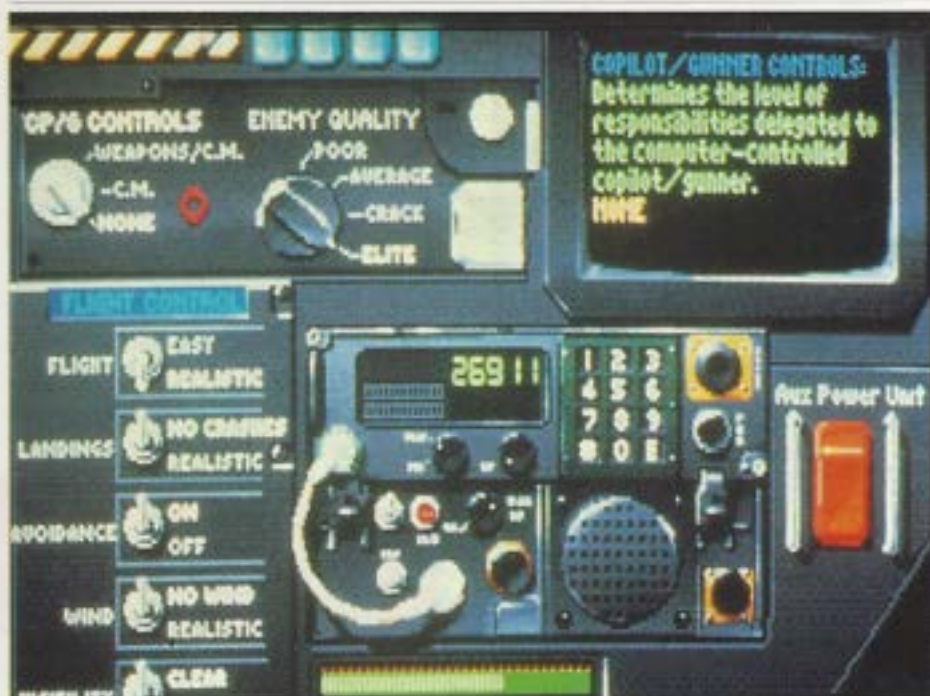 CP/G CONTROLS
WEAPONS/C.M.
C.M.
NONE
ENEMY QUALITY
POOR
AVERAGE
CRACK
ELITE
COPILOT/GUNNER CONTROLS:
Determines the level of
responsibilities delegated to
the computer-controlled
copilot/gunner.
NONE
FLIGHT CONTROL
FLIGHT
EASY
REALISTIC
LANDINGS
NO CRASHES
REALISTIC
AVOIDANCE
ON
OFF
WIND
NO WIND
REALISTIC
CLEAR
26911
1 2 3
4 5 6
7 8 9
0 E
Aux Power Unit